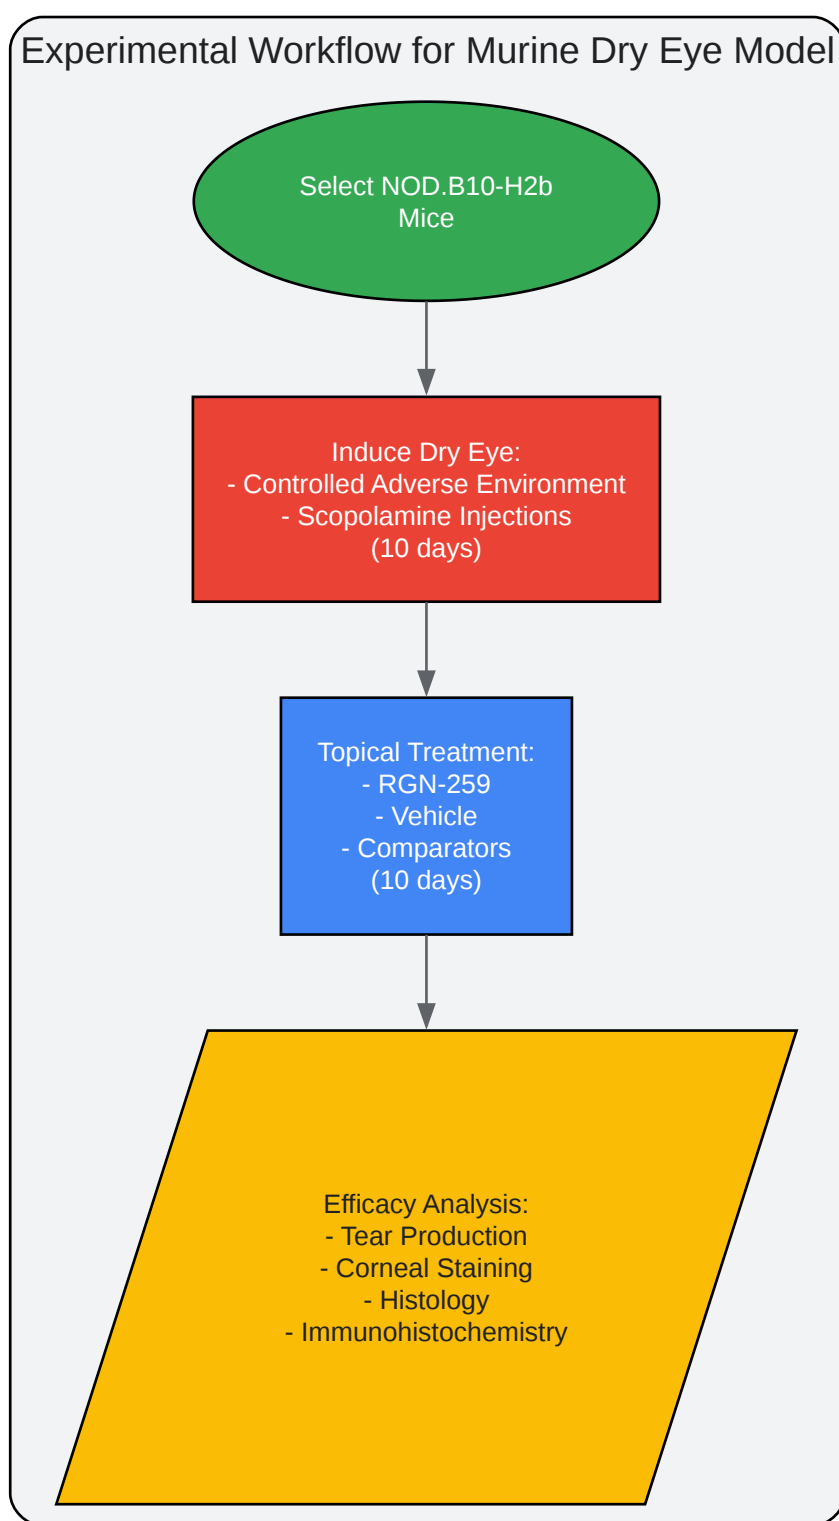 Experimental Workflow for Murine Dry Eye Model
Select NOD.B10-H2b
Mice
Induce Dry Eye:
- Controlled Adverse Environment
- Scopolamine Injections
(10 days)
Topical Treatment:
- RGN-259
- Vehicle
- Comparators
(10 days)
Efficacy Analysis:
- Tear Production
- Corneal Staining
- Histology
- Immunohistochemistry